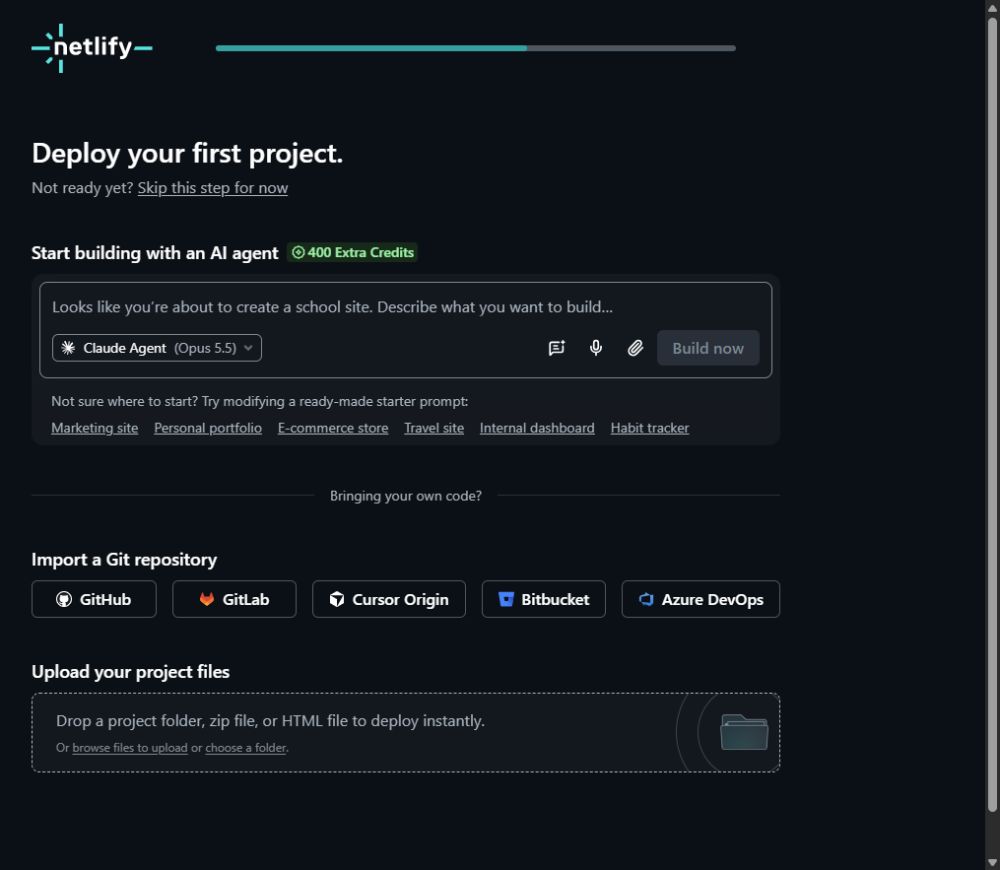 netlify
Deploy your first project.
Not ready yet? Skip this step for now
Start building with an AI agent 400 Extra Credits
Looks like you're about to create a school site. Describe what you want to build...
Claude Agent (Opus 5.5)
Build now
Not sure where to start? Try modifying a ready-made starter prompt:
Marketing site Personal portfolio E-commerce store Travel site Internal dashboard Habit tracker
Bringing your own code?
Import a Git repository
GitHub GitLab Cursor Origin Bitbucket Azure DevOps
Upload your project files
Drop a project folder, zip file, or HTML file to deploy instantly.
Or browse files to upload or choose a folder.